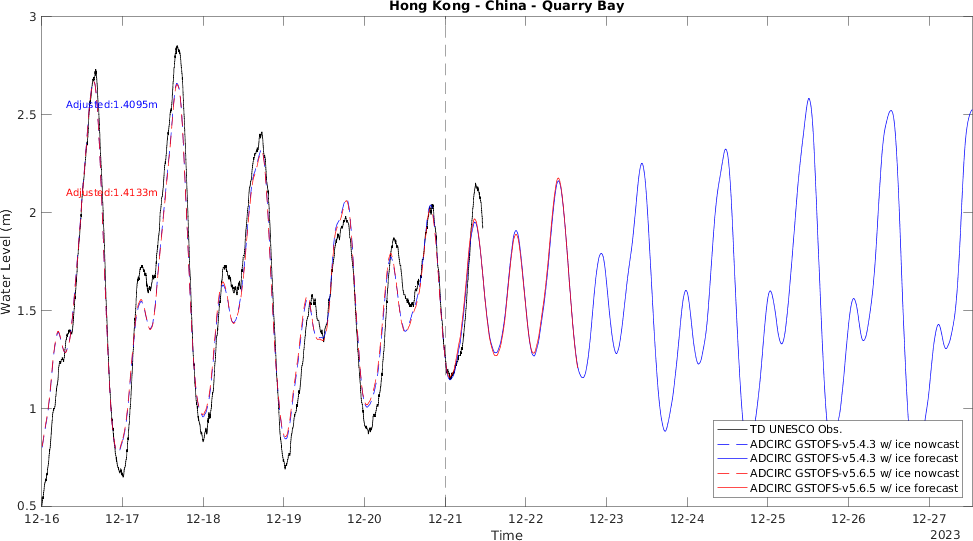 Hong Kong - China - Quarry Bay
3
2.5
2
1.5
1
0.5
Water Level (m)
Adjusted:1.4095m
Adjusted:1.4133m
TD UNESCO Obs.
ADCIRC GSTOFS-v5.4.3 w/ ice nowcast
ADCIRC GSTOFS-v5.4.3 w/ ice forecast
ADCIRC GSTOFS-v5.6.5 w/ ice nowcast
ADCIRC GSTOFS-v5.6.5 w/ ice forecast
12-16 12-17 12-18 12-19 12-20 12-21 12-22 12-23 12-24 12-25 12-26 12-27
2023
Time